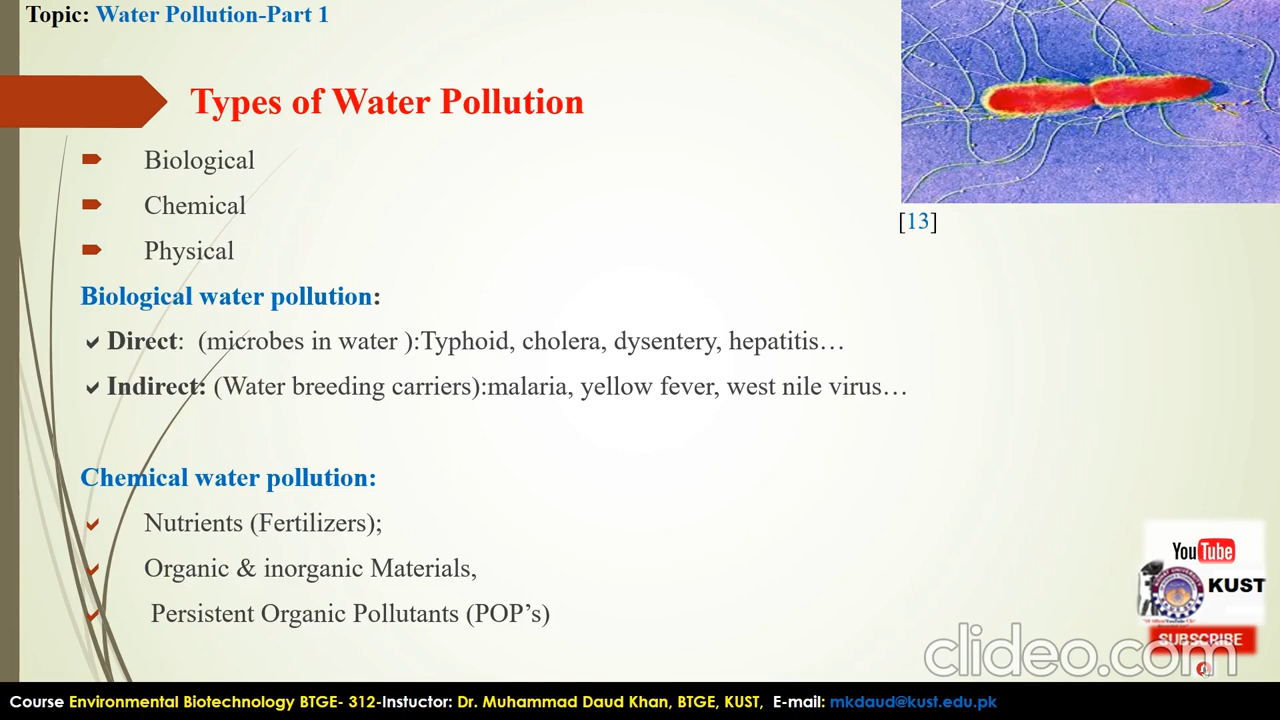 Topic: Water Pollution-Part 1
Types of Water Pollution
Biological
Chemical
Physical
[13]
Biological water pollution:
Direct:  (microbes in water ):Typhoid, cholera, dysentery, hepatitis…
Indirect: (Water breeding carriers):malaria, yellow fever, west nile virus…
Chemical water pollution:
Nutrients (Fertilizers);
Organic & inorganic Materials,
Persistent Organic Pollutants (POP’s)
YouTube
KUST
SUBSCRIBE
clideo.com
Course Environmental Biotechnology BTGE- 312-Instuctor: Dr. Muhammad Daud Khan, BTGE, KUST,  E-mail: mkdaud@kust.edu.pk